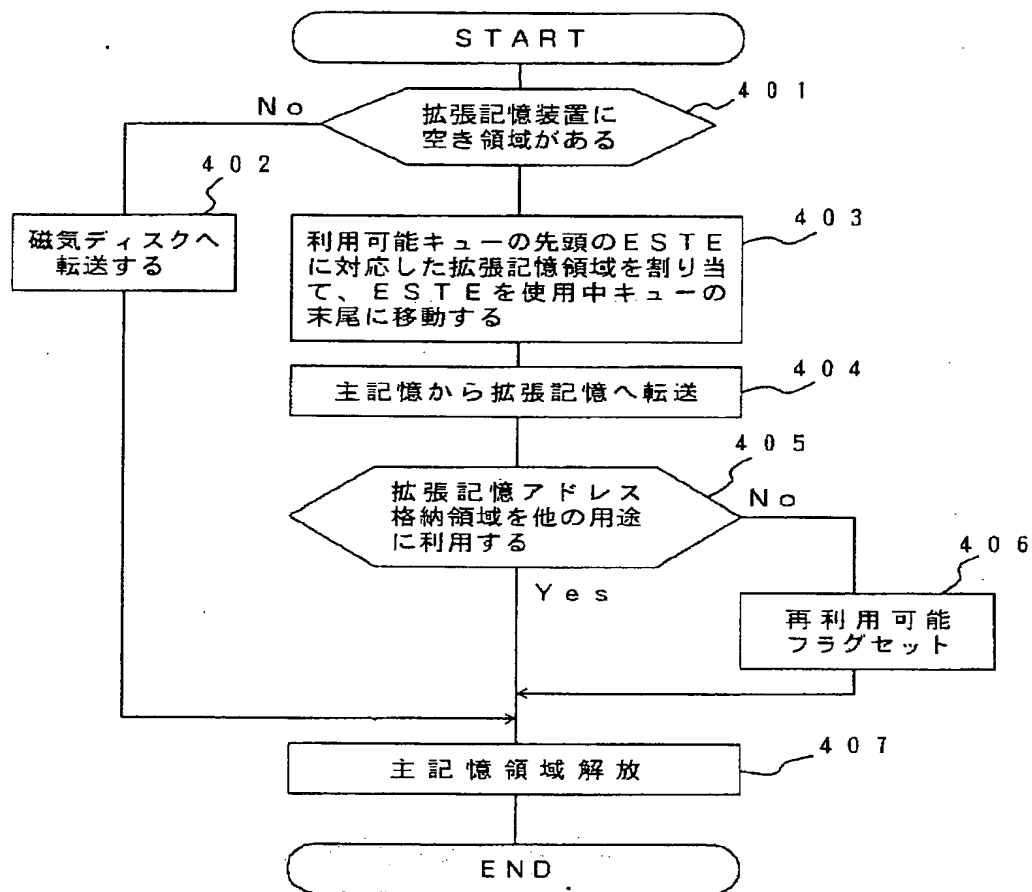 START
401
No
拡張記憶装置に
空き領域がある
402
磁気ディスクへ
転送する
403
利用可能キューの先頭のESTE
に対応した拡張記憶領域を割り当
て、ESTEを使用中キューの
末尾に移動する
404
主記憶から拡張記憶へ転送
405
拡張記憶アドレス
格納領域を他の用途
に利用する
No
Yes
406
再利用可能
フラグセット
407
主記憶領域解放
END